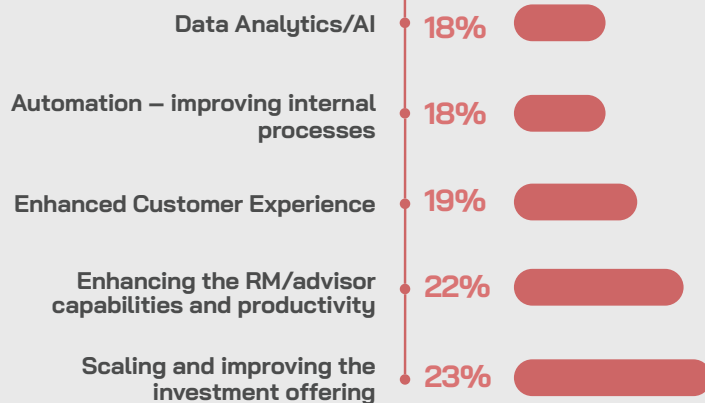 Data Analytics/AI 18%
Automation – improving internal
processes
18%
Enhanced Customer Experience 19%
Enhancing the RM/advisor
capabilities and productivity
22%
Scaling and improving the
investment offering
23%